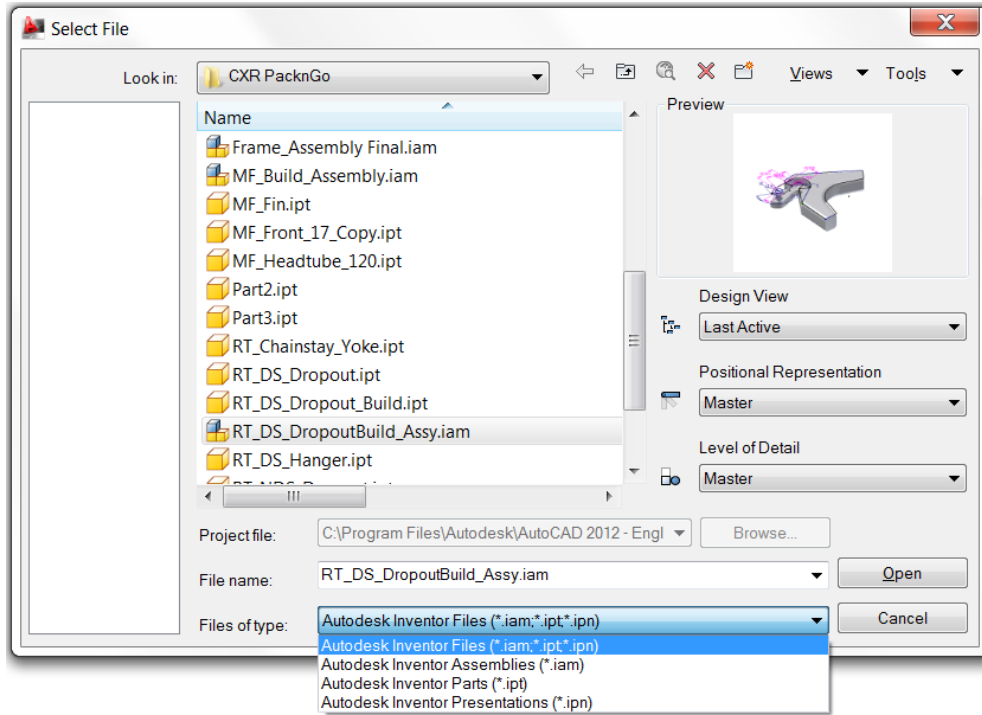 Select File
Look in:
CXR PacknGo
Views
Tools
Name
Frame_Assembly Final.iam
MF_Build_Assembly.iam
MF_Fin.ipt
MF_Front_17_Copy.ipt
MF_Headtube_120.ipt
Part2.ipt
Part3.ipt
RT_Chainstay_Yoke.ipt
RT_DS_Dropout.ipt
RT_DS_Dropout_Build.ipt
RT_DS_DropoutBuild_Assy.iam
RT_DS_Hanger.ipt
Preview
Design View
Last Active
Positional Representation
Master
Level of Detail
Master
Project file:
C:\Program Files\Autodesk\AutoCAD 2012 - Engl
Browse...
File name:
RT_DS_DropoutBuild_Assy.iam
Open
Files of type:
Autodesk Inventor Files (*.iam;*.ipt;*.ipn)
Cancel
Autodesk Inventor Files (*.iam;*.ipt;*.ipn)
Autodesk Inventor Assemblies (*.iam)
Autodesk Inventor Parts (*.ipt)
Autodesk Inventor Presentations (*.ipn)